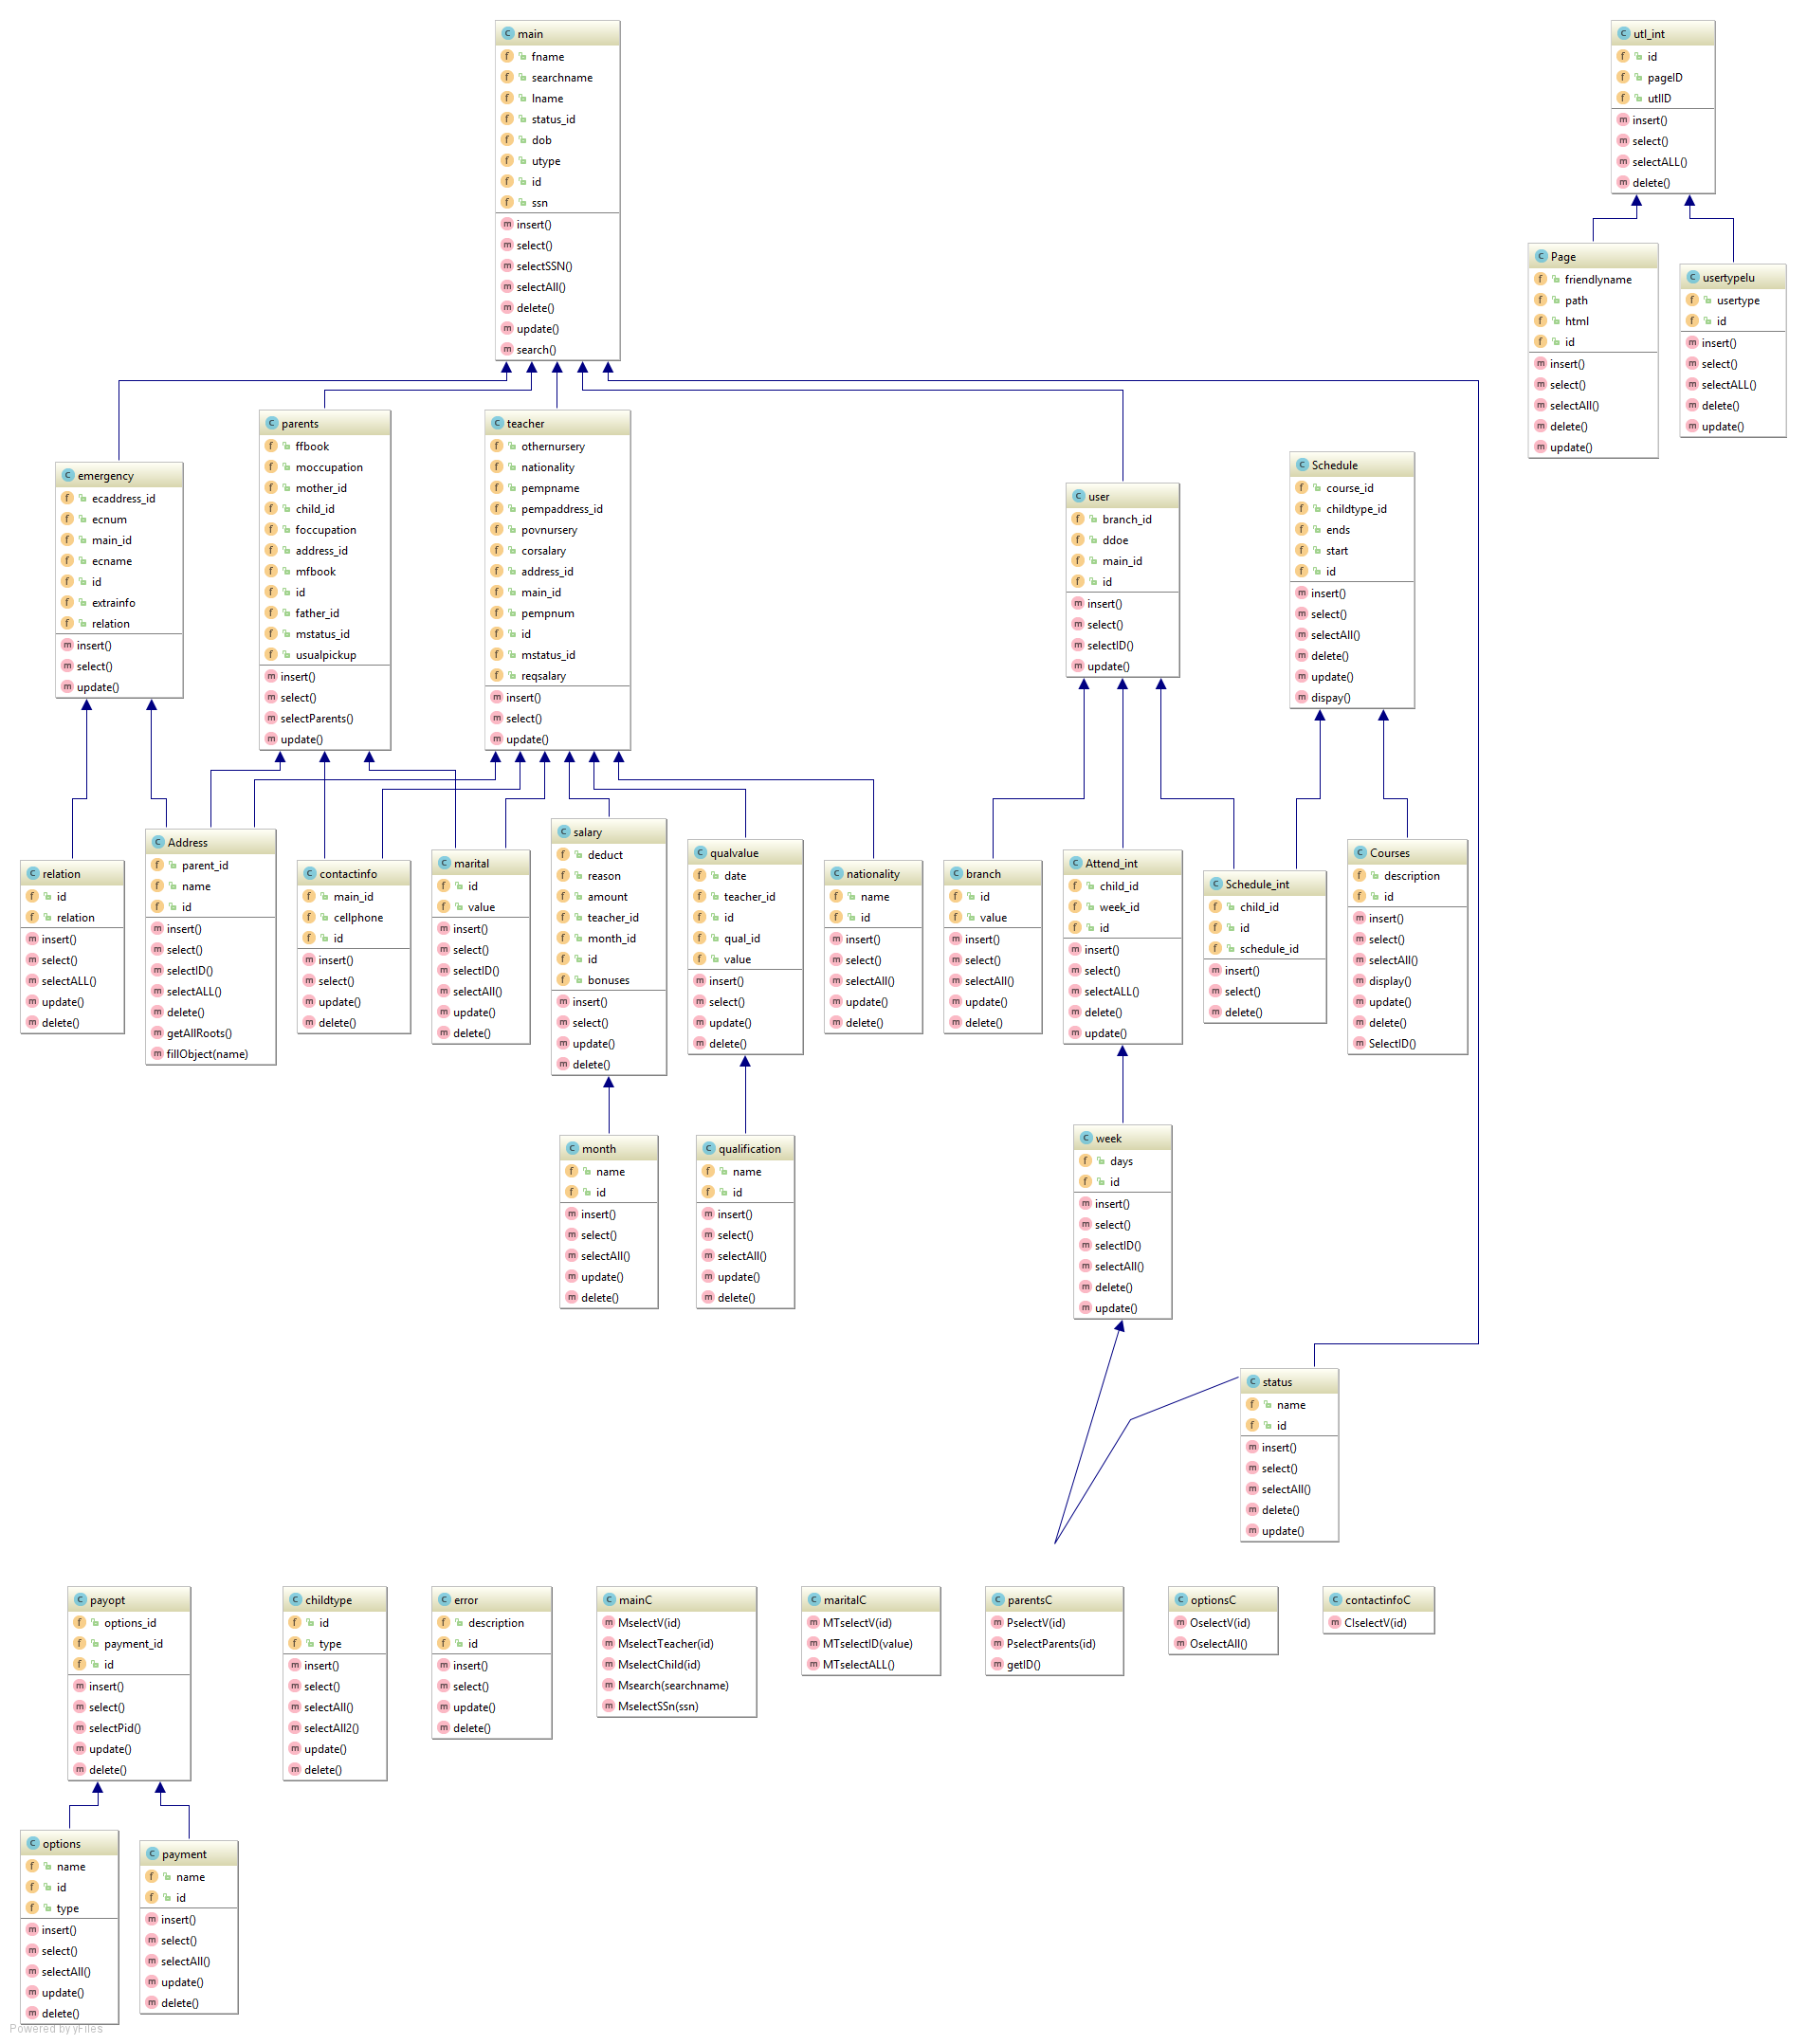 main
fname
searchname
lname
status_id
dob
utype
id
ssn
insert()
select()
selectSSN()
selectAll()
delete()
update()
search()
utl_int
id
pageID
utlID
insert()
select()
selectALL()
delete()
Page
friendlyname
path
html
id
insert()
select()
selectAll()
delete()
update()
usertypelu
usertype
id
insert()
select()
selectALL()
delete()
update()
emergency
ecaddress_id
ecnum
main_id
ecname
id
extrainfo
relation
insert()
select()
update()
parents
ffbook
moccupation
mother_id
child_id
foccupation
address_id
mfbook
id
father_id
mstatus_id
usualpickup
insert()
select()
selectParents()
update()
teacher
othernursery
nationality
pempname
pempaddress_id
povnursery
corsalary
address_id
main_id
pempnum
id
mstatus_id
reqsalary
insert()
select()
update()
user
branch_id
ddoe
main_id
id
insert()
select()
selectID()
update()
Schedule
course_id
childtype_id
ends
start
id
insert()
select()
selectAll()
delete()
update()
dispay()
relation
id
relation
insert()
select()
selectALL()
update()
delete()
Address
parent_id
name
id
insert()
select()
selectID()
selectALL()
delete()
getAllRoots()
fillObject(name)
contactinfo
main_id
cellphone
id
insert()
select()
update()
delete()
marital
id
value
insert()
select()
selectID()
selectAll()
update()
delete()
salary
deduct
reason
amount
teacher_id
month_id
id
bonuses
insert()
select()
update()
delete()
qualvalue
date
teacher_id
id
qual_id
value
insert()
select()
update()
delete()
nationality
name
id
insert()
select()
selectAll()
update()
delete()
branch
id
value
insert()
select()
selectAll()
update()
delete()
Attend_int
child_id
week_id
id
insert()
select()
selectALL()
delete()
update()
Schedule_int
child_id
id
schedule_id
insert()
select()
delete()
Courses
description
id
insert()
select()
selectAll()
display()
update()
delete()
SelectID()
month
name
id
insert()
select()
selectAll()
update()
delete()
qualification
name
id
insert()
select()
selectAll()
update()
delete()
week
days
id
insert()
select()
selectID()
selectAll()
delete()
update()
status
name
id
insert()
select()
selectAll()
delete()
update()
payopt
options_id
payment_id
id
insert()
select()
selectPid()
update()
delete()
childtype
id
type
insert()
select()
selectAll()
selectAll2()
update()
delete()
error
description
id
insert()
select()
update()
delete()
mainC
MselectV(id)
MselectTeacher(id)
MselectChild(id)
Msearch(searchname)
MselectSSn(ssn)
maritalC
MTselectV(id)
MTselectID(value)
MTselectALL()
parentsC
PselectV(id)
PselectParents(id)
getID()
optionsC
OselectV(id)
OselectAll()
contactinfoC
CIselectV(id)
options
name
id
type
insert()
select()
selectAll()
update()
delete()
payment
name
id
insert()
select()
selectAll()
update()
delete()
Powered by yFiles